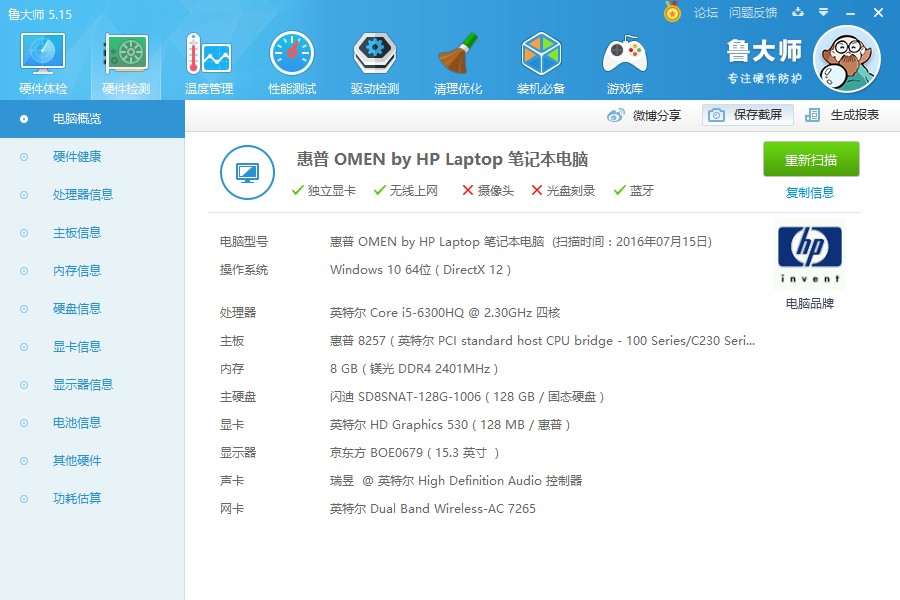 鲁大师 5.15
论坛 问题反馈
硬件体检 硬件检测 温度管理 性能测试 驱动检测 清理优化 装机必备 游戏库
鲁大师
专注硬件防护
微博分享 保存截屏 生成报表
电脑概览
硬件健康
处理器信息
主板信息
内存信息
硬盘信息
显卡信息
显示器信息
电池信息
其他硬件
功耗估算
惠普 OMEN by HP Laptop 笔记本电脑
独立显卡 无线上网 摄像头 光盘刻录 蓝牙
重新扫描
复制信息
hp
invent
电脑品牌
电脑型号 惠普 OMEN by HP Laptop 笔记本电脑 (扫描时间：2016年07月15日)
操作系统 Windows 10 64位 ( DirectX 12 )
处理器 英特尔 Core i5-6300HQ @ 2.30GHz 四核
主板 惠普 8257 ( 英特尔 PCI standard host CPU bridge - 100 Series/C230 Seri...
内存 8 GB ( 镁光 DDR4 2401MHz )
主硬盘 闪迪 SD8SNAT-128G-1006 ( 128 GB / 固态硬盘 )
显卡 英特尔 HD Graphics 530 ( 128 MB / 惠普 )
显示器 京东方 BOE0679 ( 15.3 英寸 )
声卡 瑞昱 @ 英特尔 High Definition Audio 控制器
网卡 英特尔 Dual Band Wireless-AC 7265